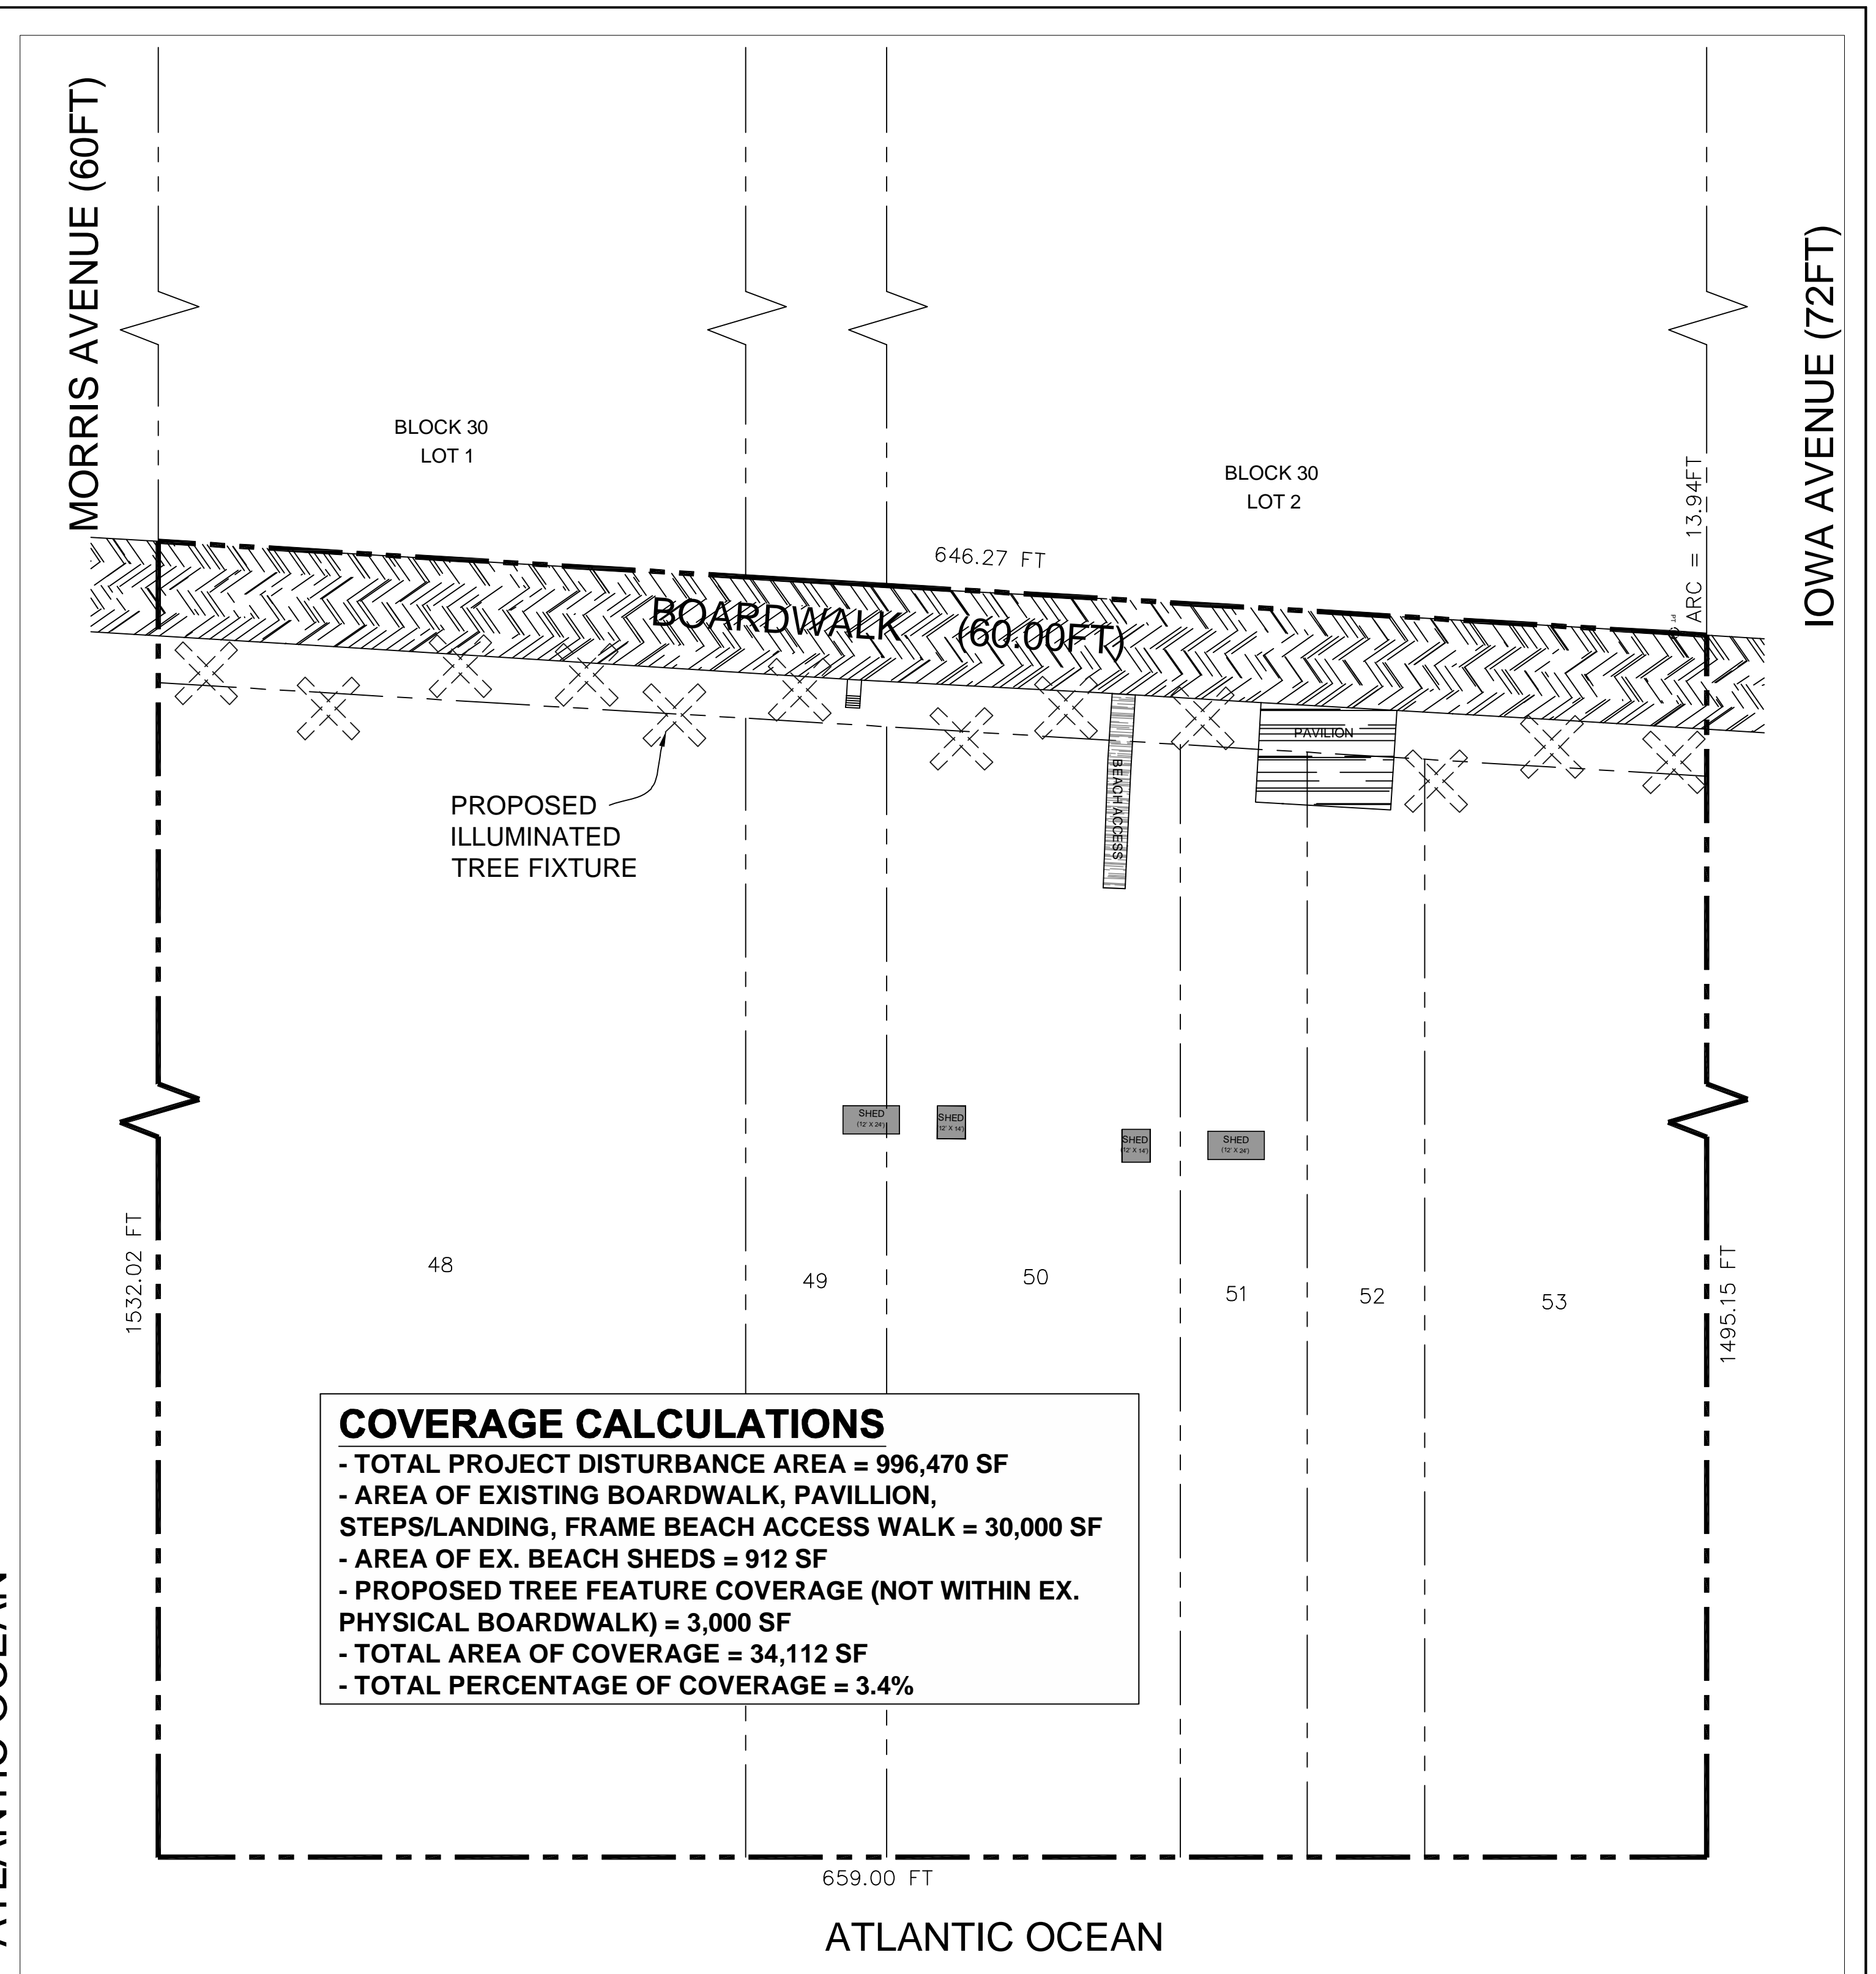 MORRIS AVENUE (60FT)
IOWA AVENUE (72FT)
BLOCK 30
LOT 1
BLOCK 30
LOT 2
ARC = 13.94FT
646.27 FT
BOARDWALK (60.00FT)
PAVILION
BEACH ACCESS
PROPOSED
ILLUMINATED
TREE FIXTURE
SHED
(12' X 24')
SHED
12' X 14')
SHED
(12' X 14')
SHED
(12' X 24')
1532.02 FT
48
49
50
51
52
53
1495.15 FT
COVERAGE CALCULATIONS
- TOTAL PROJECT DISTURBANCE AREA = 996,470 SF
- AREA OF EXISTING BOARDWALK, PAVILLION,
STEPS/LANDING, FRAME BEACH ACCESS WALK = 30,000 SF
- AREA OF EX. BEACH SHEDS = 912 SF
- PROPOSED TREE FEATURE COVERAGE (NOT WITHIN EX.
PHYSICAL BOARDWALK) = 3,000 SF
- TOTAL AREA OF COVERAGE = 34,112 SF
- TOTAL PERCENTAGE OF COVERAGE = 3.4%
659.00 FT
ATLANTIC OCEAN